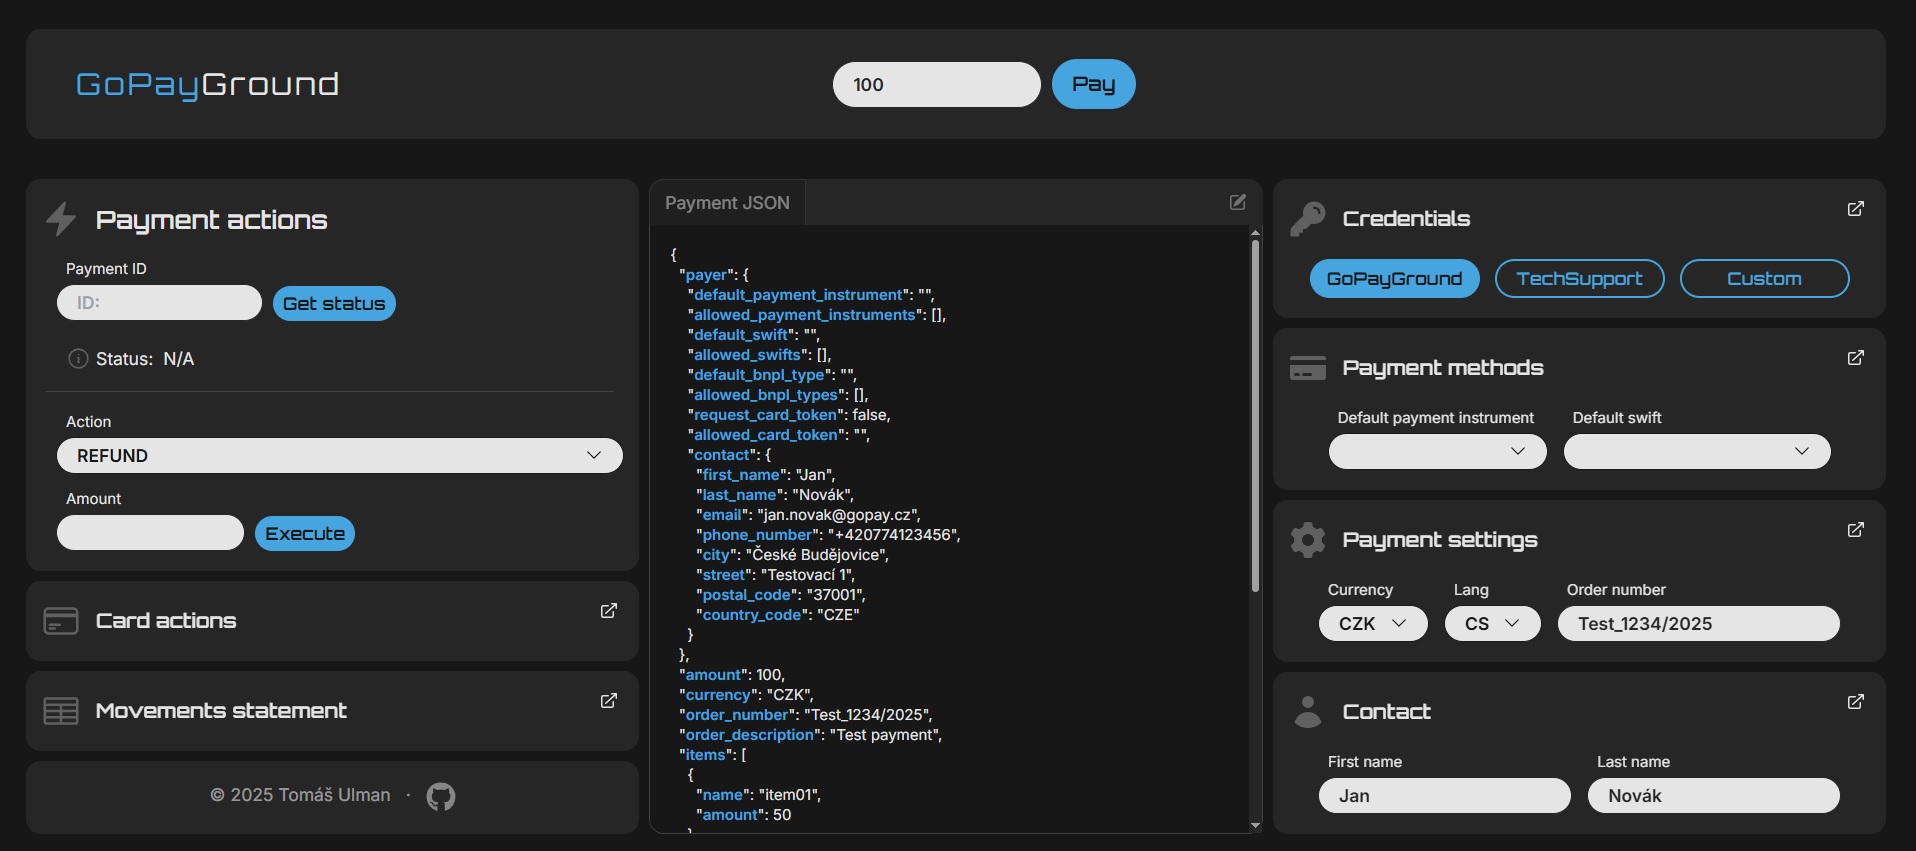 GoPayGround
100
Pay
Payment actions
Payment ID
ID:
Get status
Status: N/A
Action
REFUND
Amount
Execute
Card actions
Movements statement
© 2025 Tomáš Ulman ·
Payment JSON
{
"payer": {
"default_payment_instrument": "",
"allowed_payment_instruments": [],
"default_swift": "",
"allowed_swifts": [],
"default_bnpl_type": "",
"allowed_bnpl_types": [],
"request_card_token": false,
"allowed_card_token": "",
"contact": {
"first_name": "Jan",
"last_name": "Novák",
"email": "jan.novak@gopay.cz",
"phone_number": "+420774123456",
"city": "České Budějovice",
"street": "Testovací 1",
"postal_code": "37001",
"country_code": "CZE"
}
},
"amount": 100,
"currency": "CZK",
"order_number": "Test_1234/2025",
"order_description": "Test payment",
"items": [
{
"name": "item01",
"amount": 50
Credentials
GoPayGround
TechSupport
Custom
Payment methods
Default payment instrument
Default swift
Payment settings
Currency
Lang
Order number
CZK
CS
Test_1234/2025
Contact
First name
Last name
Jan
Novák